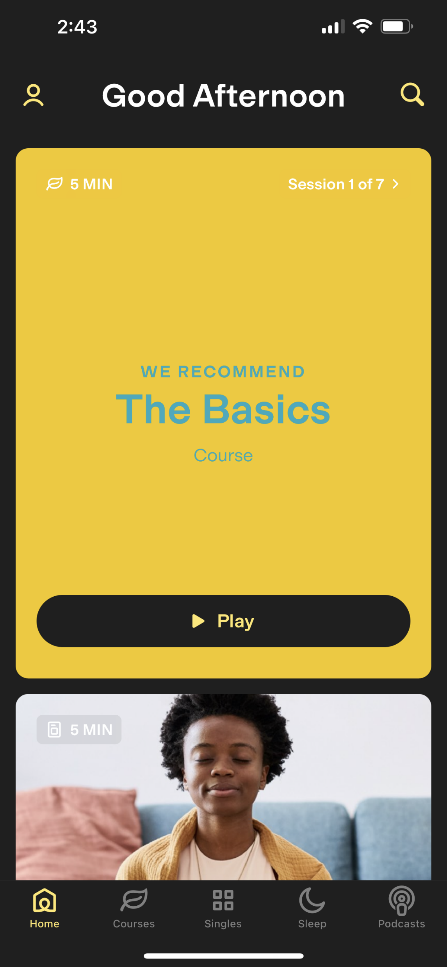 2:43
Good Afternoon
5 MIN
Session 1 of 7
WE RECOMMEND
The Basics
Course
Play
5 MIN
Home
Courses
Singles
Sleep
Podcasts